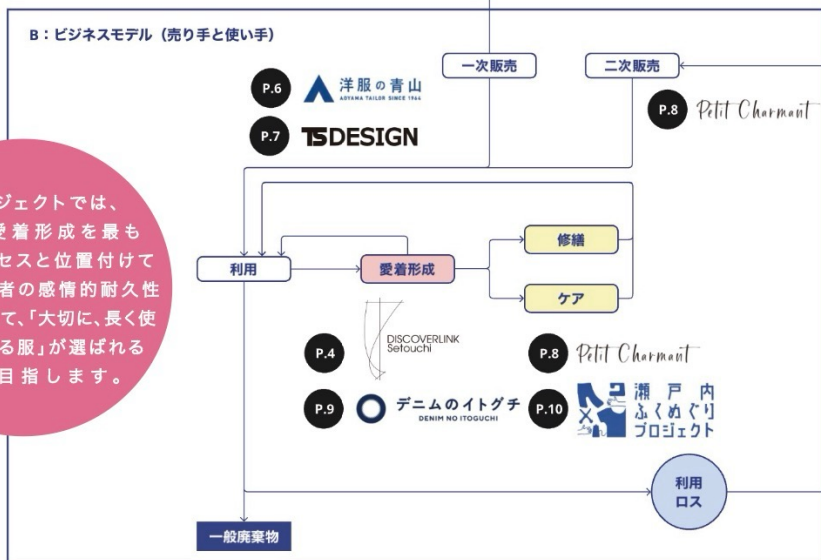 B：ビジネスモデル（売り手と使い手）
一次販売
二次販売
P.6
洋服の青山
AOYAMA TAILOR SINCE 1964
P.7
TSDESIGN
P.8
Petit Charmant
ジェクトでは、
愛着形成を最も
セスと位置付けて
者の感情的耐久性
て、「大切に、長く使
る服」が選ばれる
目指します。
利用
愛着形成
修繕
ケア
P.4
DISCOVERLINK
Setouchi
P.8
Petit Charmant
P.9
デニムのイトグチ
DENIM NO ITOGUCHI
P.10
瀬戸内
ふくめぐり
プロジェクト
利用
ロス
一般廃棄物